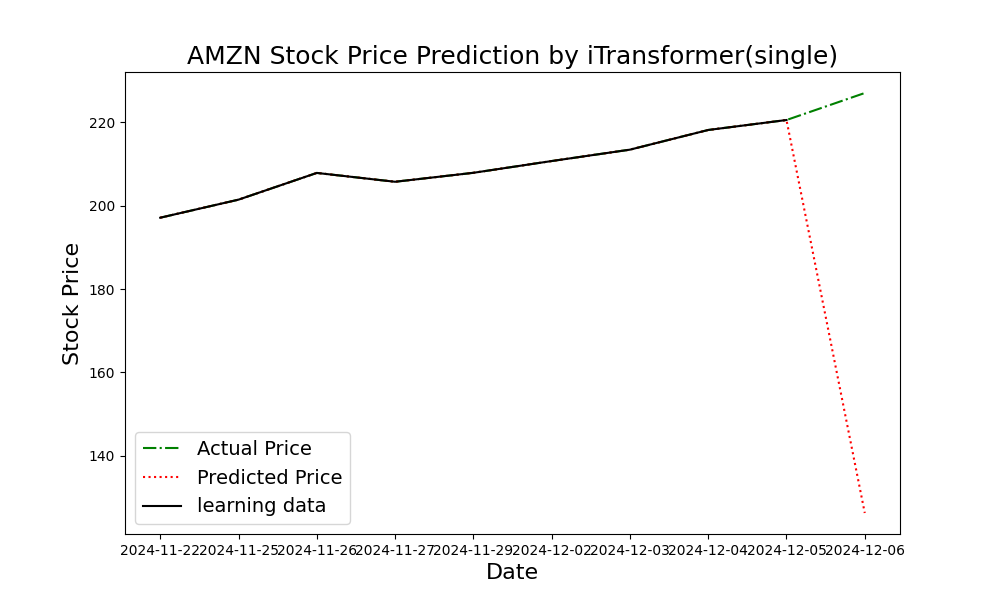 AMZN Stock Price Prediction by iTransformer(single)
Stock Price
220
200
180
160
140
Actual Price
Predicted Price
learning data
2024-11-22 2024-11-25 2024-11-26 2024-11-27 2024-11-29 2024-12-02 2024-12-03 2024-12-04 2024-12-05 2024-12-06
Date